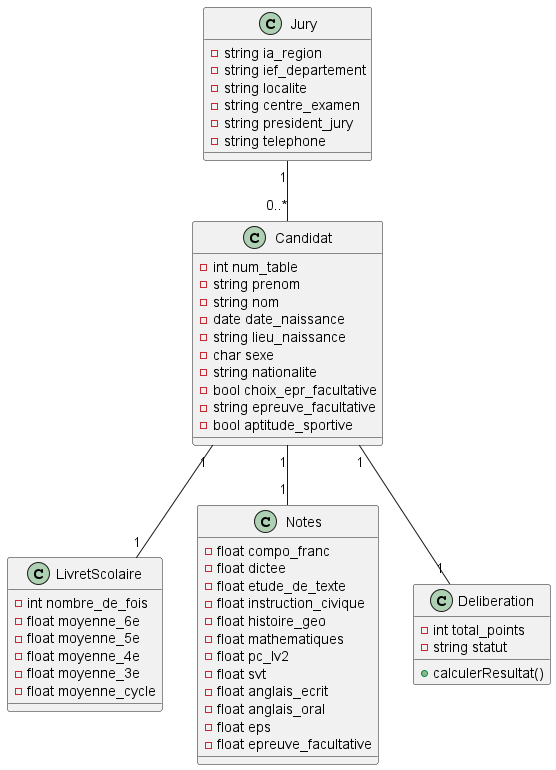 C Jury
string ia_region
string ief_departement
string localite
string centre_examen
string president_jury
string telephone
1
0..*
C Candidat
int num_table
string prenom
string nom
date date_naissance
string lieu_naissance
char sexe
string nationalite
bool choix_epr_facultative
string epreuve_facultative
bool aptitude_sportive
1 1 1
1 1 1
C LivretScolaire
int nombre_de_fois
float moyenne_6e
float moyenne_5e
float moyenne_4e
float moyenne_3e
float moyenne_cycle
C Notes
float compo_franc
float dictee
float etude_de_texte
float instruction_civique
float histoire_geo
float mathematiques
float pc_lv2
float svt
float anglais_ecrit
float anglais_oral
float eps
float epreuve_facultative
C Deliberation
int total_points
string statut
calculerResultat()